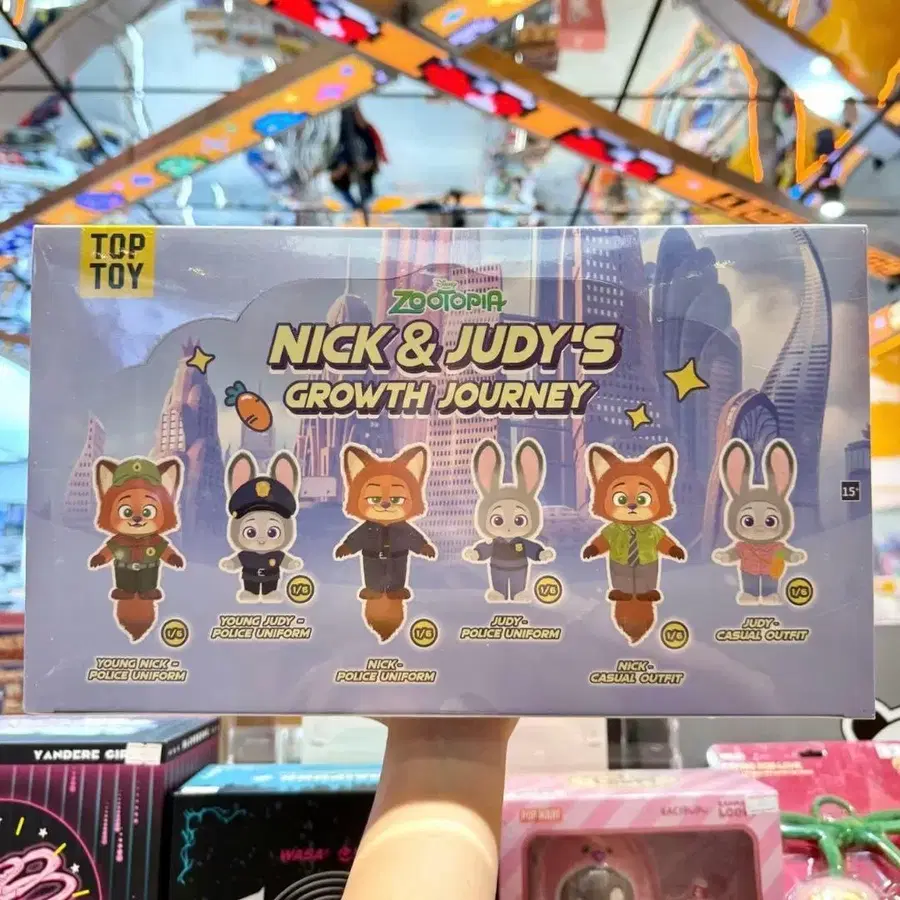 TOP
TOY
Disney
ZOOTOPIA
NICK & JUDY'S
GROWTH JOURNEY
15+
1/6
1/6
1/6
1/6
1/6
1/6
YOUNG NICK -
POLICE UNIFORM
YOUNG JUDY -
POLICE UNIFORM
NICK-
POLICE UNIFORM
JUDY-
POLICE UNIFORM
NICK-
CASUAL OUTFIT
JUDY-
CASUAL OUTFIT
YANDERE
WASA
POP MART